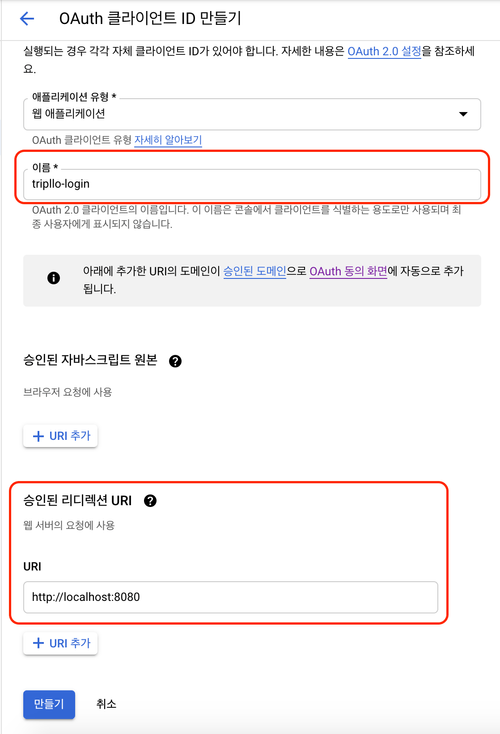 OAuth 클라이언트 ID 만들기
실행되는 경우 각각 자체 클라이언트 ID가 있어야 합니다. 자세한 내용은 OAuth 2.0 설정을 참조하세
요.
애플리케이션 유형 *
웹 애플리케이션
OAuth 클라이언트 유형 자세히 알아보기
이름 *
tripllo-login
OAuth 2.0 클라이언트의 이름입니다. 이 이름은 콘솔에서 클라이언트를 식별하는 용도로만 사용되며 최
종 사용자에게 표시되지 않습니다.
아래에 추가한 URI의 도메인이 승인된 도메인으로 OAuth 동의 화면에 자동으로 추가
됩니다.
승인된 자바스크립트 원본
브라우저 요청에 사용
+ URI 추가
승인된 리디렉션 URI
웹 서버의 요청에 사용
URI
http://localhost:8080
+ URI 추가
만들기 취소